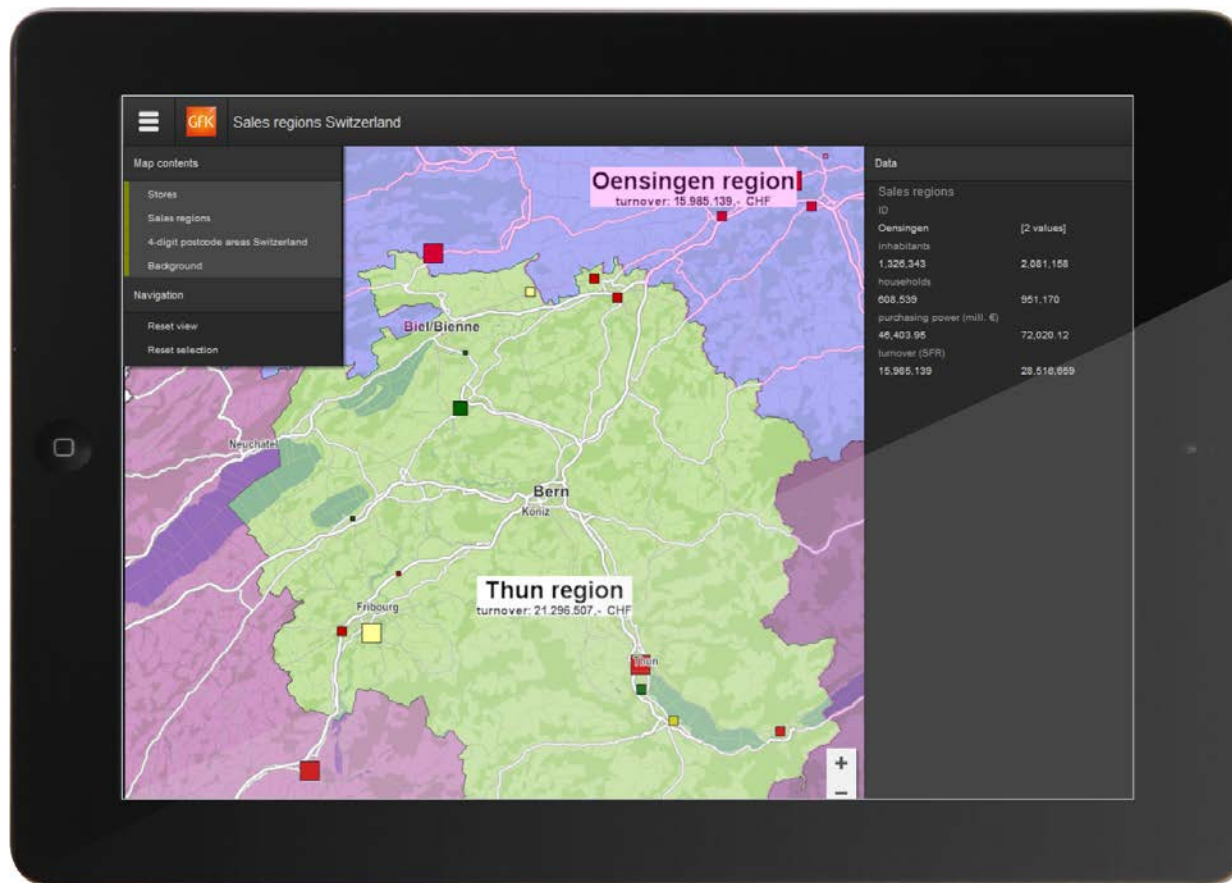 GfK Sales regions Switzerland
Map contents
Stores
Sales regions
4-digit postcode areas Switzerland
Background
Navigation
Reset view
Reset selection
Oensingen region
turnover: 15.985.139,- CHF
Biel/Bienne
Neuchatel
Bern
Köniz
Thun region
turnover: 21.296.507,- CHF
Fribourg
Thun
+
–
Data
Sales regions
ID
Oensingen [2 values]
inhabitants
1,326,343 2,081,158
households
608,539 951,170
purchasing power (mill. €)
46,403.95 72,020.12
turnover (SFR)
15,985,139 28,516,659